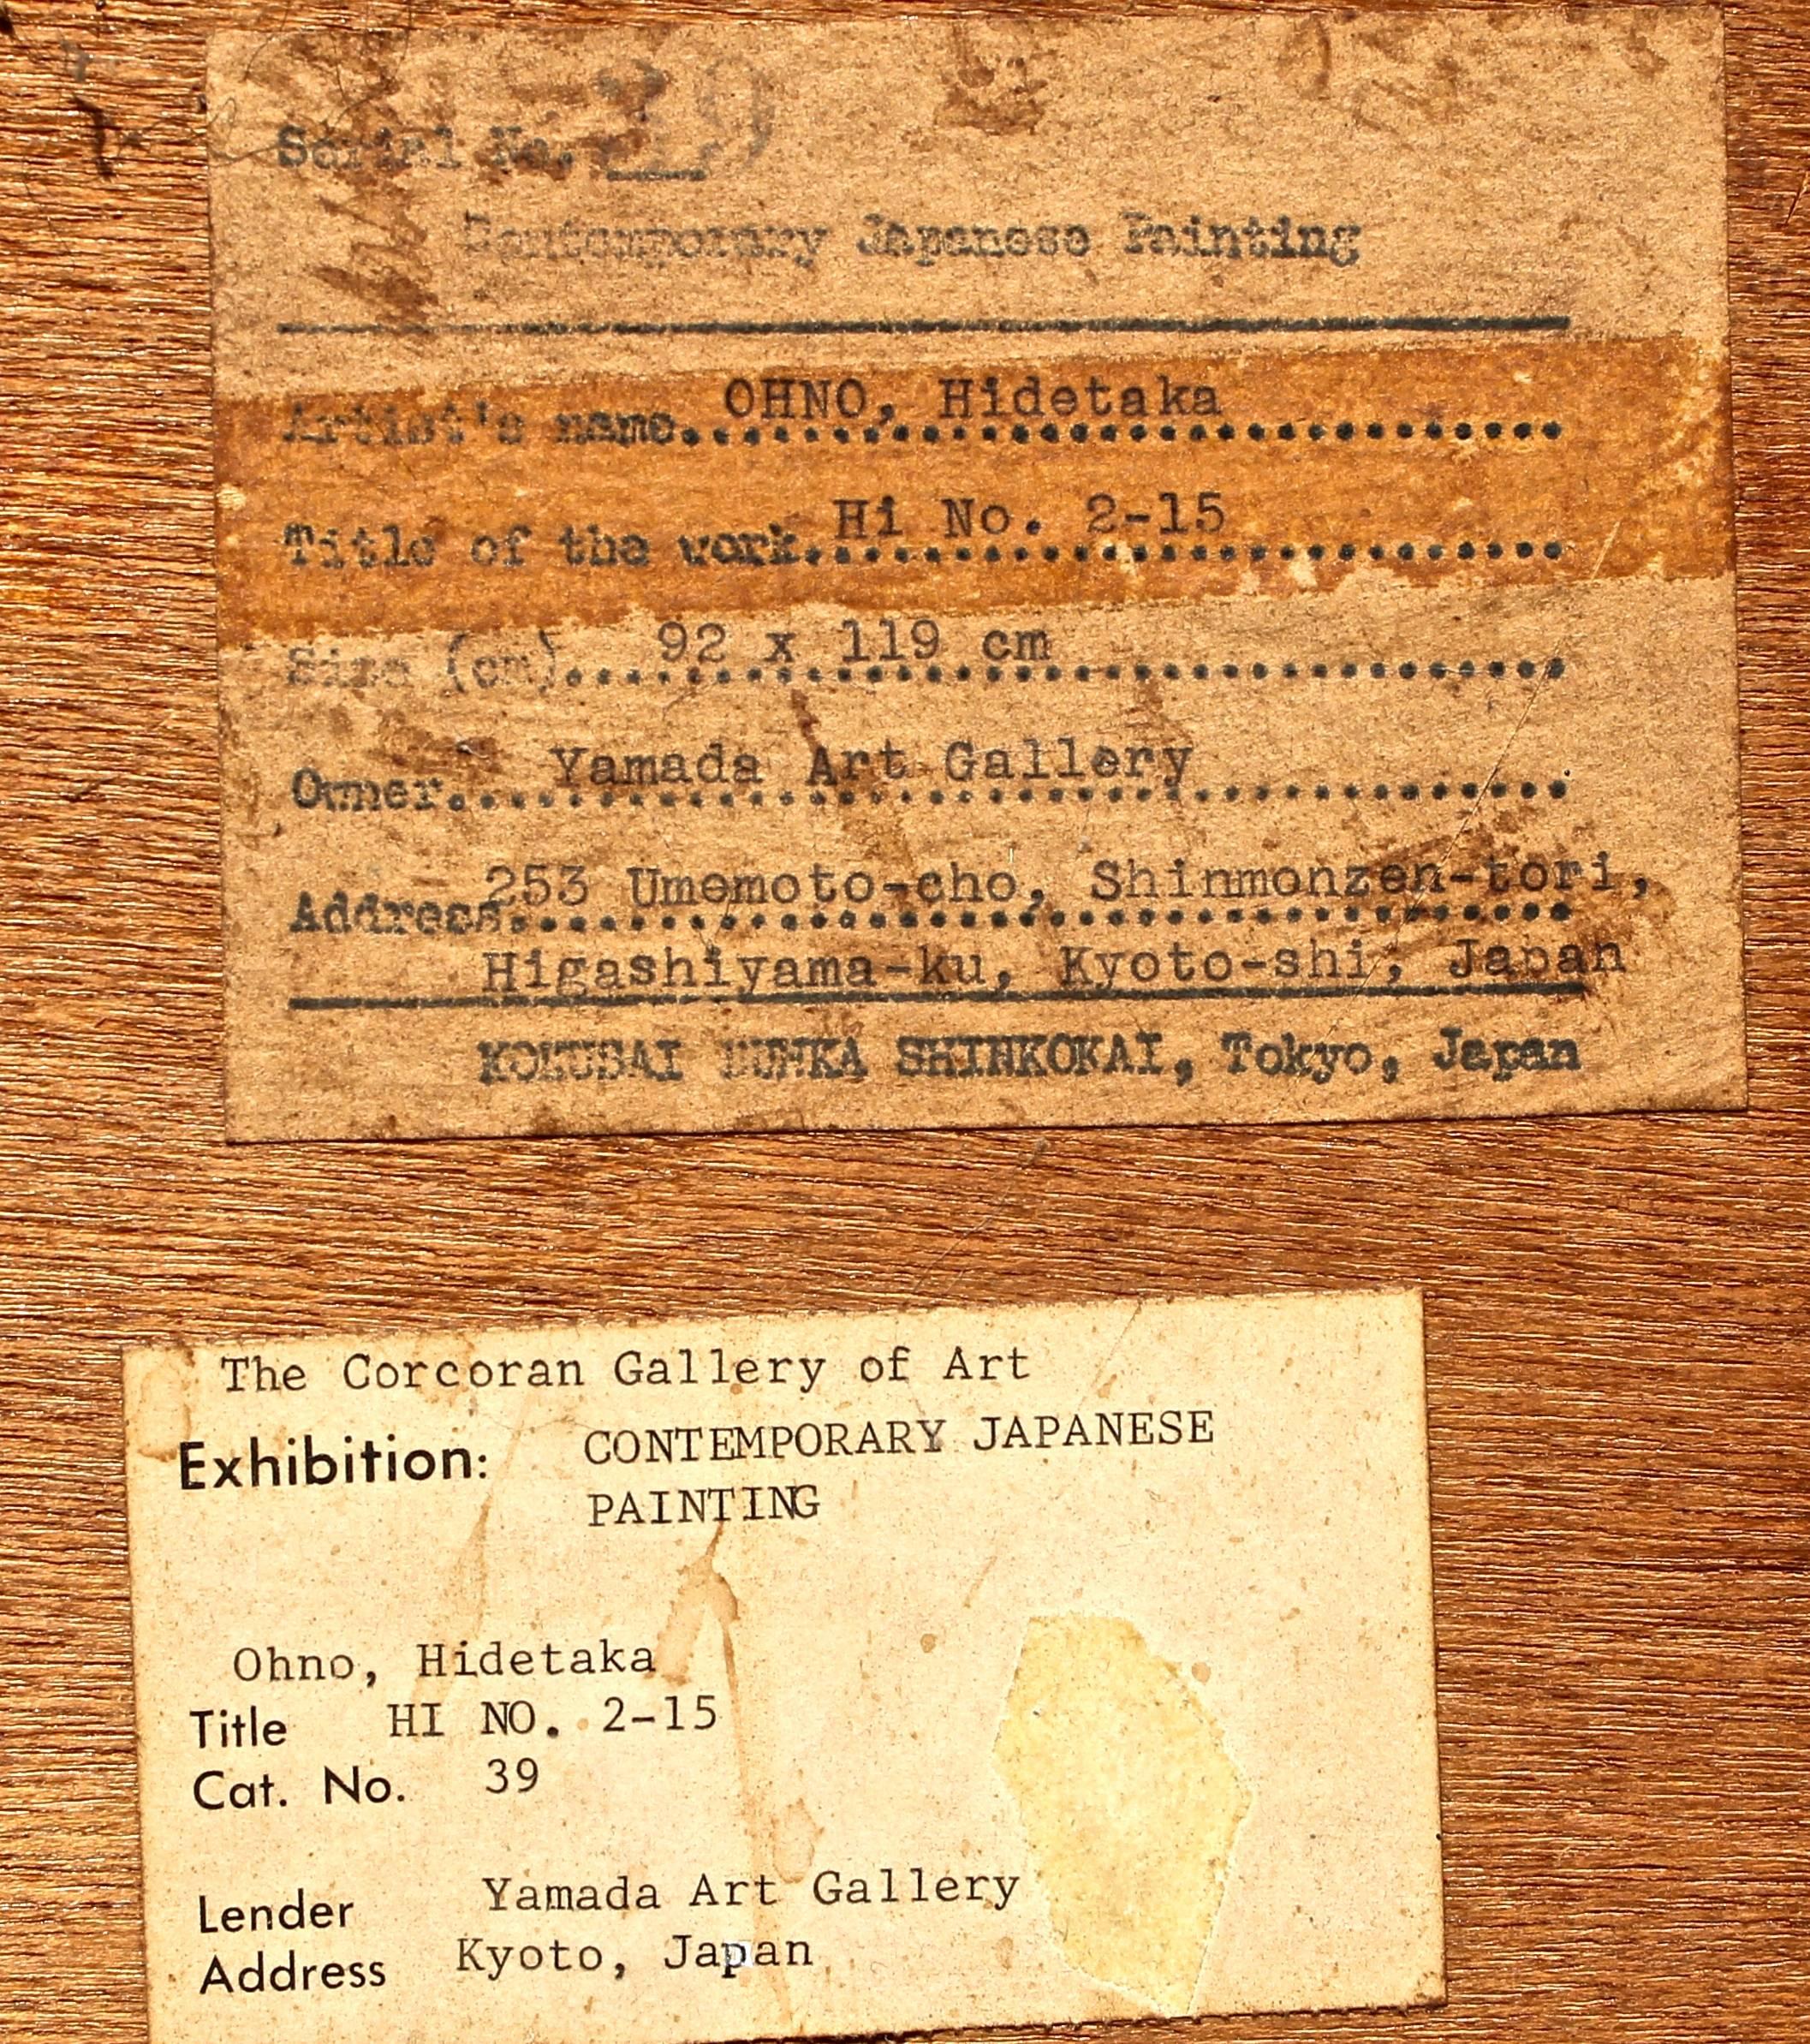 Serial No.
Contemporary Japanese Painting
Artist's name.. OHNO, Hidetaka
Title of the work. Hi No. 2-15
Size (cm)... 92 x 119 cm
Owner.... Yamada Art Gallery
Address. 253 Umemoto-cho, Shinmonzen-tori,
Higashiyama-ku, Kyoto-shi, Japan
KOKUSAI BUNKA SHINKOKAI, Tokyo, Japan
The Corcoran Gallery of Art
Exhibition: CONTEMPORARY JAPANESE
PAINTING
Ohno, Hidetaka
Title HI NO. 2-15
Cat. No. 39
Lender Yamada Art Gallery
Address Kyoto, Japan